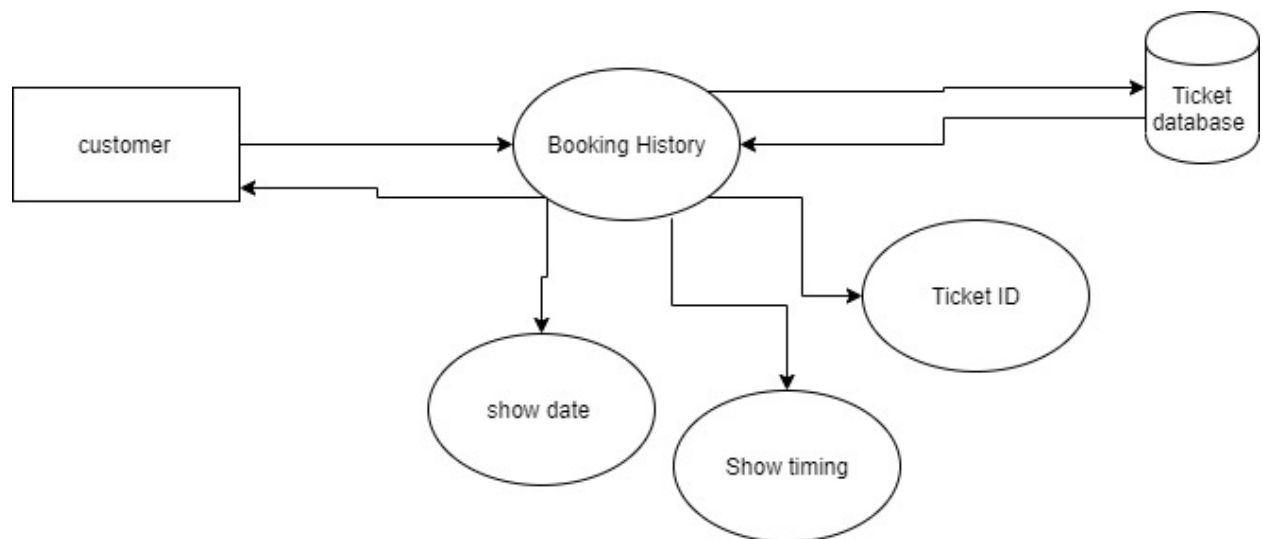 Ticket
database
customer
Booking History
Ticket ID
show date
Show timing